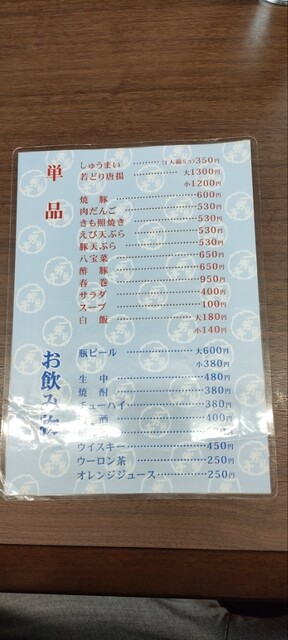 単品
しゅうまい …………(1人前5つ)350円
若どり唐揚 …………大1300円
小1200円
焼豚 …………600円
肉だんご …………530円
きも照焼き …………530円
えび天ぷら …………530円
豚天ぷら …………530円
八宝菜 …………650円
酢豚 …………650円
春巻 …………950円
サラダ …………400円
スープ …………100円
白飯 …………大180円
小140円
お飲み物
瓶ビール …………大600円
小380円
生中 …………480円
焼酎 …………380円
チューハイ …………380円
酒 …………400円
ウイスキー …………450円
ウーロン茶 …………250円
オレンジジュース …………250円